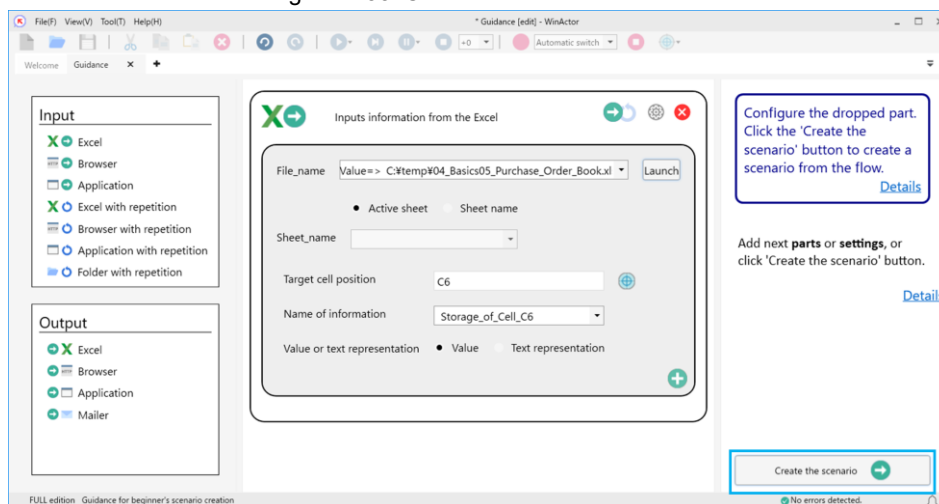 File(F) View(V) Tool(T) Help(H)
* Guidance [edit] - WinActor
+0
Automatic switch
Welcome Guidance
Input
Excel
Browser
Application
Excel with repetition
Browser with repetition
Application with repetition
Folder with repetition
Output
Excel
Browser
Application
Mailer
Inputs information from the Excel
File_name
Value=> C:¥temp¥04_Basics05_Purchase_Order_Book.xl
Launch
Active sheet Sheet name
Sheet_name
Target cell position
C6
Name of information
Storage_of_Cell_C6
Value or text representation
Value Text representation
Configure the dropped part.
Click the 'Create the
scenario' button to create a
scenario from the flow.
Details
Add next parts or settings, or
click 'Create the scenario' button.
Detail
Create the scenario
FULL edition Guidance for beginner's scenario creation
No errors detected.